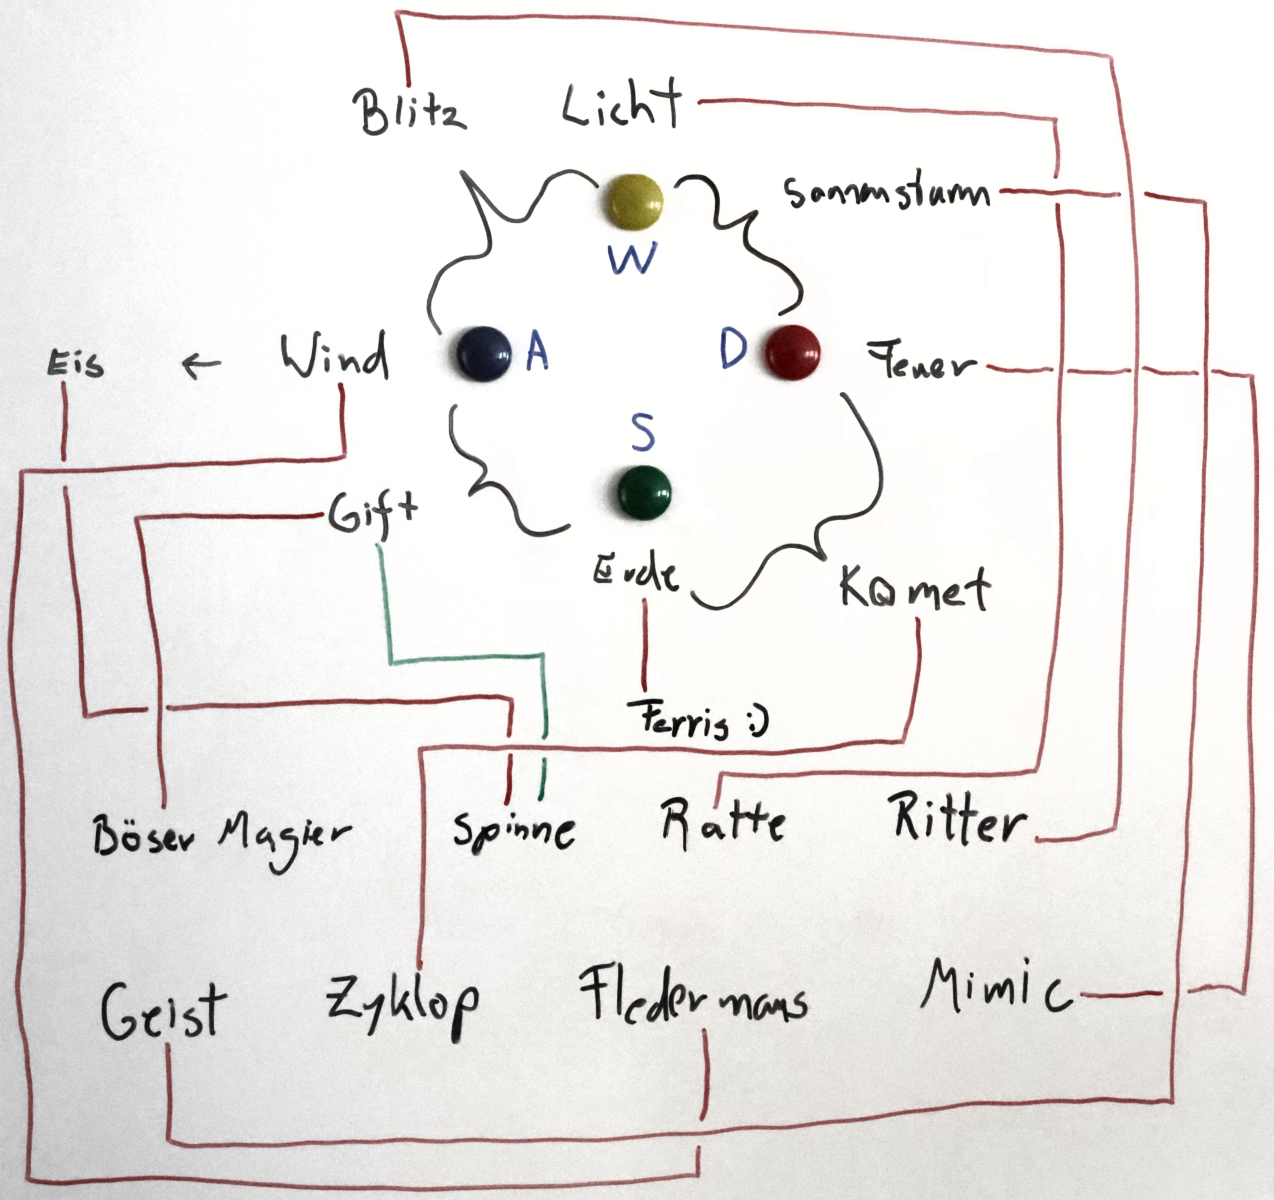 Blitz Licht
Sonnensturm
W
Eis ← Wind A D Feuer
S
Gift
Erde Komet
Ferris :)
Böser Magier Spinne Ratte Ritter
Geist Zyklop Fledermaus Mimic